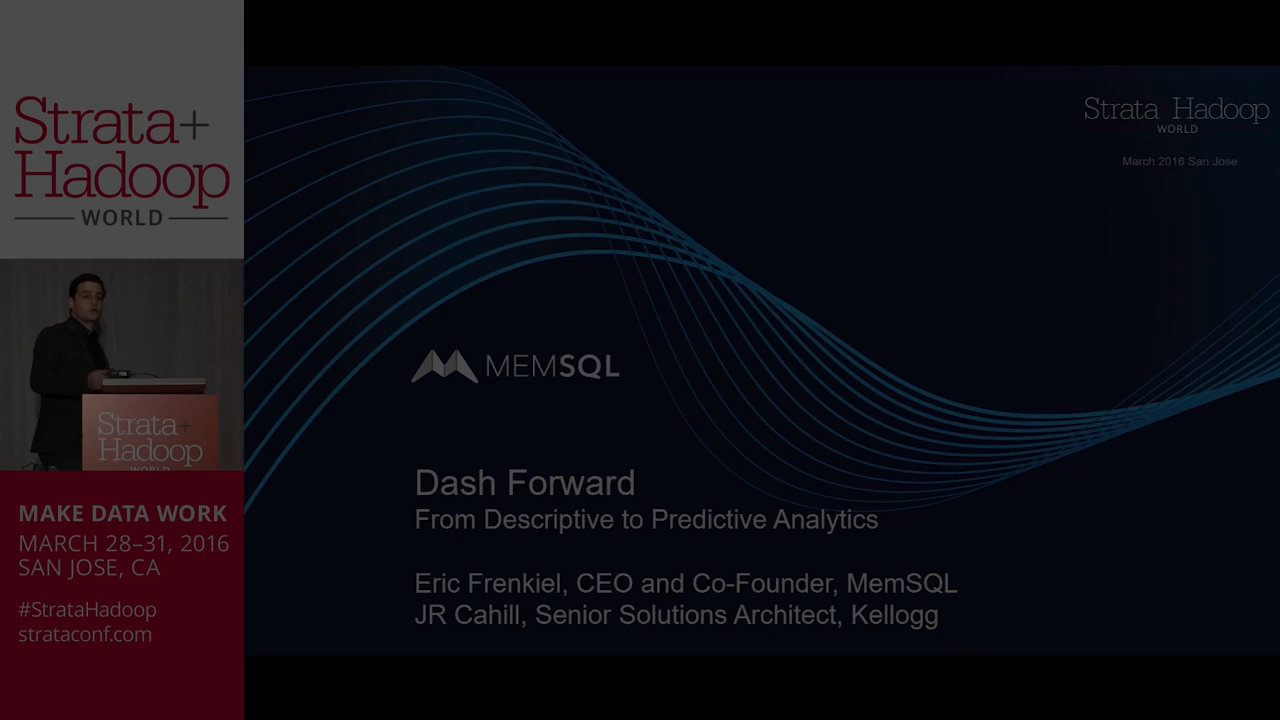 Strata+
Hadoop
WORLD
Strata+
Hadoop
WORLD
MAKE DATA WORK
MARCH 28–31, 2016
SAN JOSE, CA
#StrataHadoop
strataconf.com
Strata Hadoop
WORLD
March 2016 San Jose
MEMSQL
Dash Forward
From Descriptive to Predictive Analytics
Eric Frenkiel, CEO and Co-Founder, MemSQL
JR Cahill, Senior Solutions Architect, Kellogg